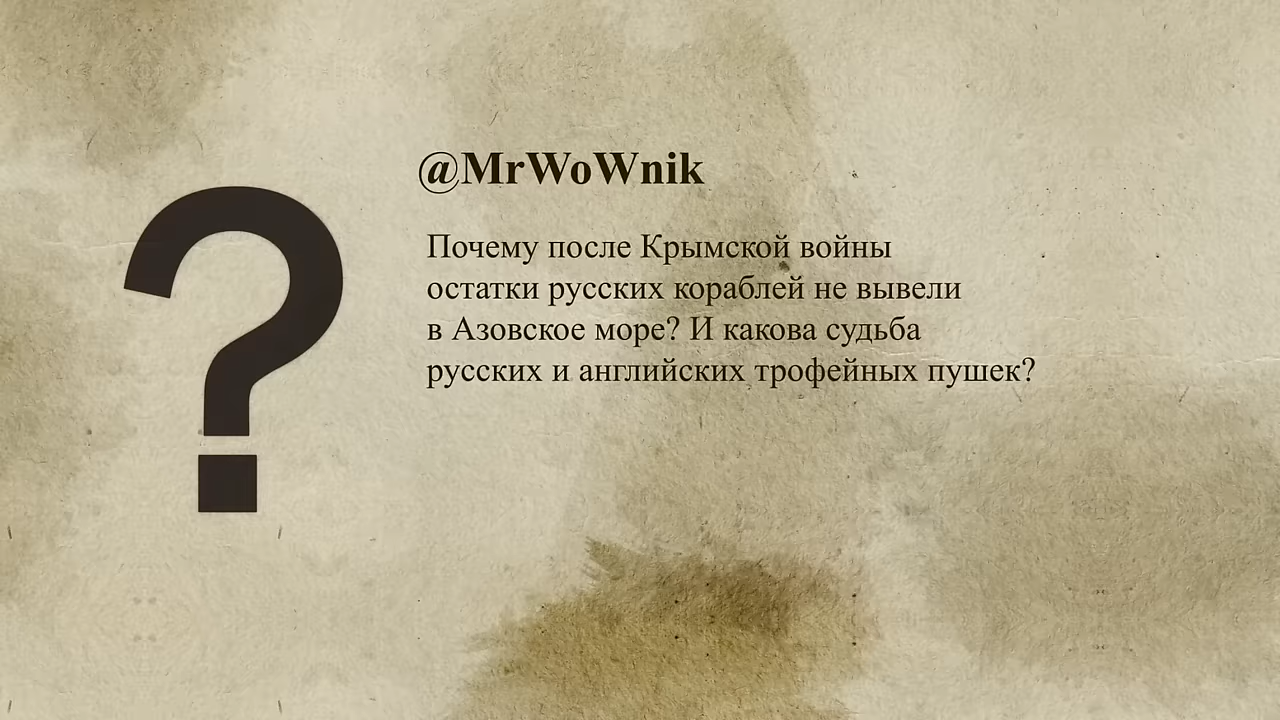 @MrWoWnik
Почему после Крымской войны
остатки русских кораблей не вывели
в Азовское море? И какова судьба
русских и английских трофейных пушек?
?